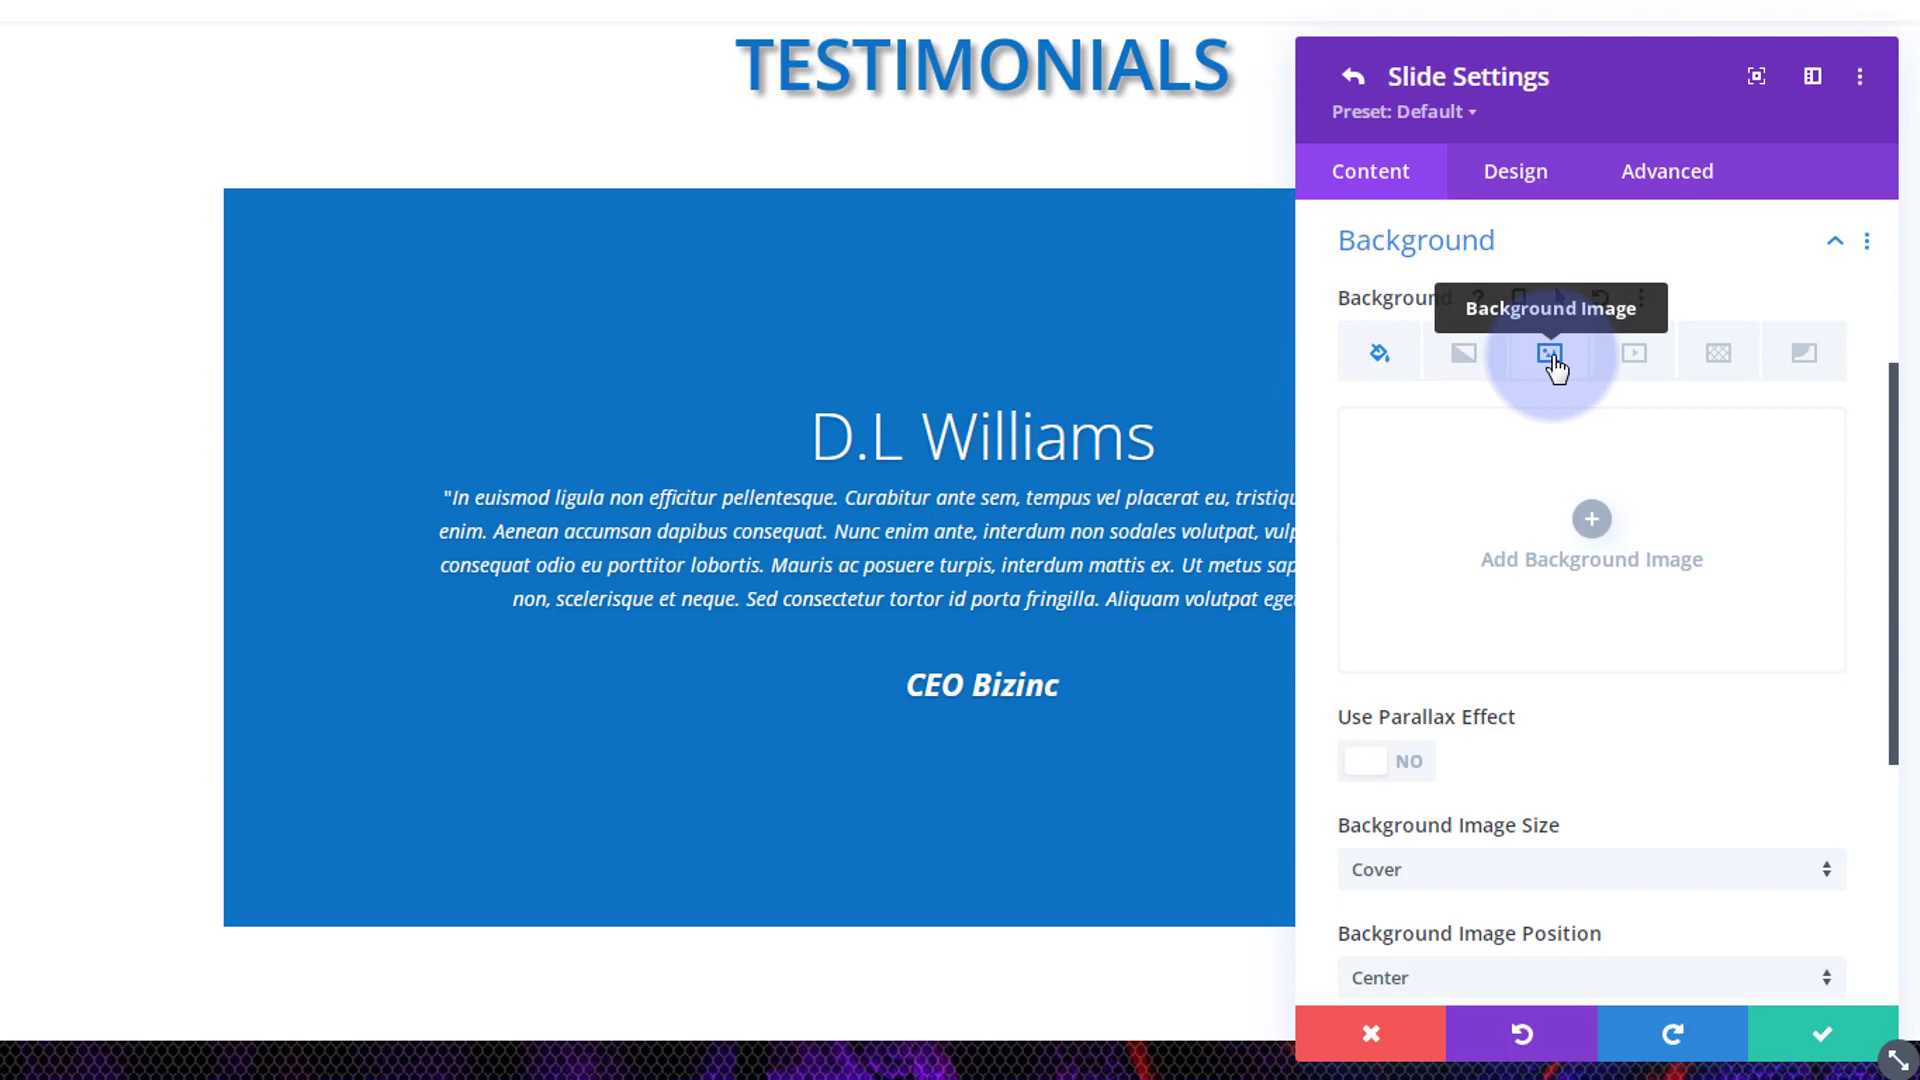 TESTIMONIALS
D.L Williams
"In euismod ligula non efficitur pellentesque. Curabitur ante sem, tempus vel placerat eu,
enim. Aenean accumsan dapibus consequat. Nunc enim ante, interdum non sodales volutpat,
consequat odio eu porttitor lobortis. Mauris ac posuere turpis, interdum mattis ex. Ut metus
non, scelerisque et neque. Sed consectetur tortor id porta fringilla. Aliquam volutpat
CEO Bizinc
Slide Settings
Preset: Default
Content
Design
Advanced
Background
Background
Background Image
Add Background Image
Use Parallax Effect
NO
Background Image Size
Cover
Background Image Position
Center